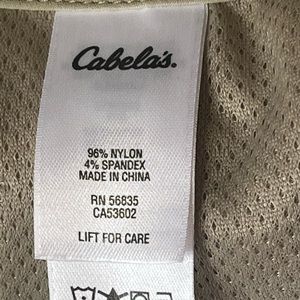 Cabela's.
96% NYLON
4% SPANDEX
MADE IN CHINA
RN 56835
CA53602
LIFT FOR CARE